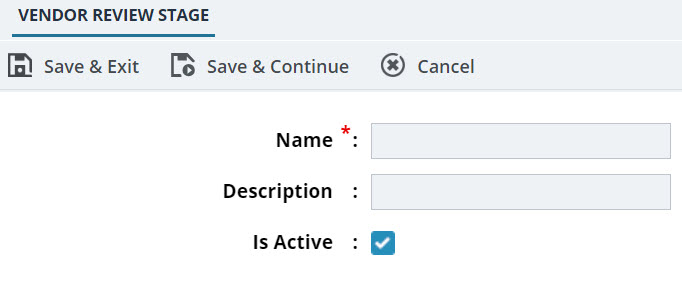 VENDOR REVIEW STAGE
Save & Exit Save & Continue Cancel
Name * :
Description :
Is Active :